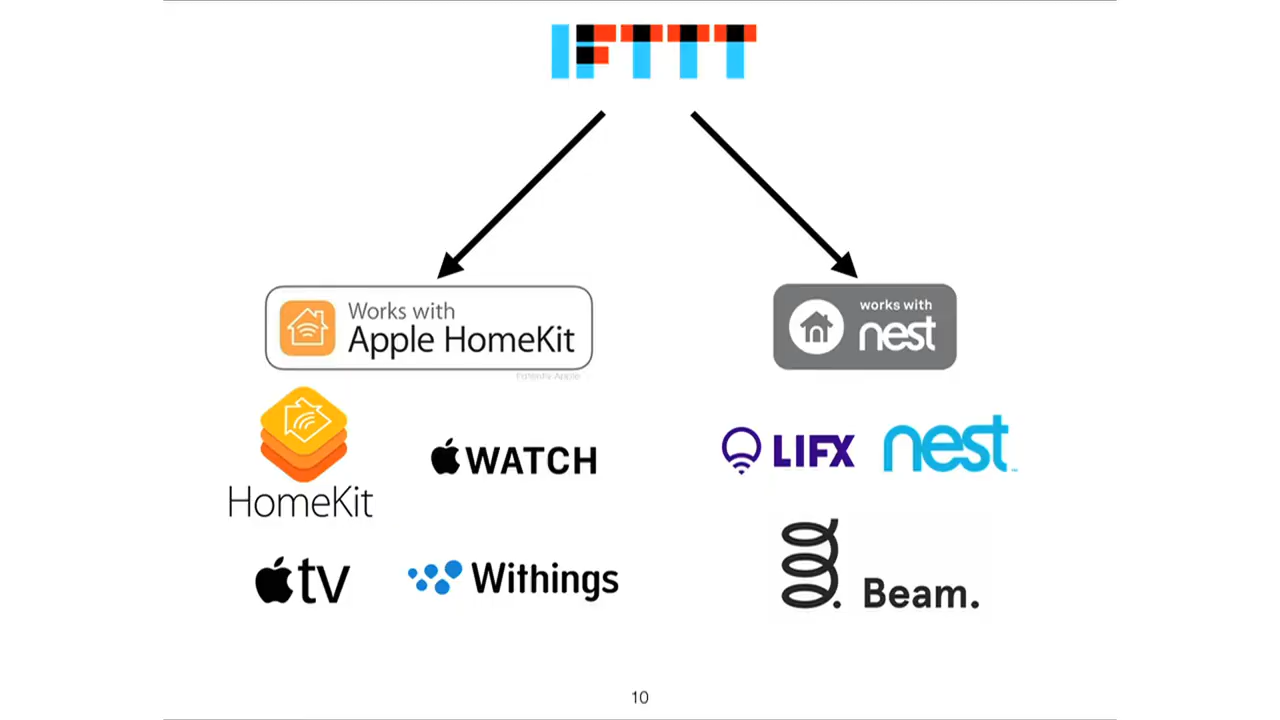 IFTTT
Works with
Apple HomeKit
works with
nest
HomeKit
WATCH
LIFX
nest
tv
Withings
Beam.
10